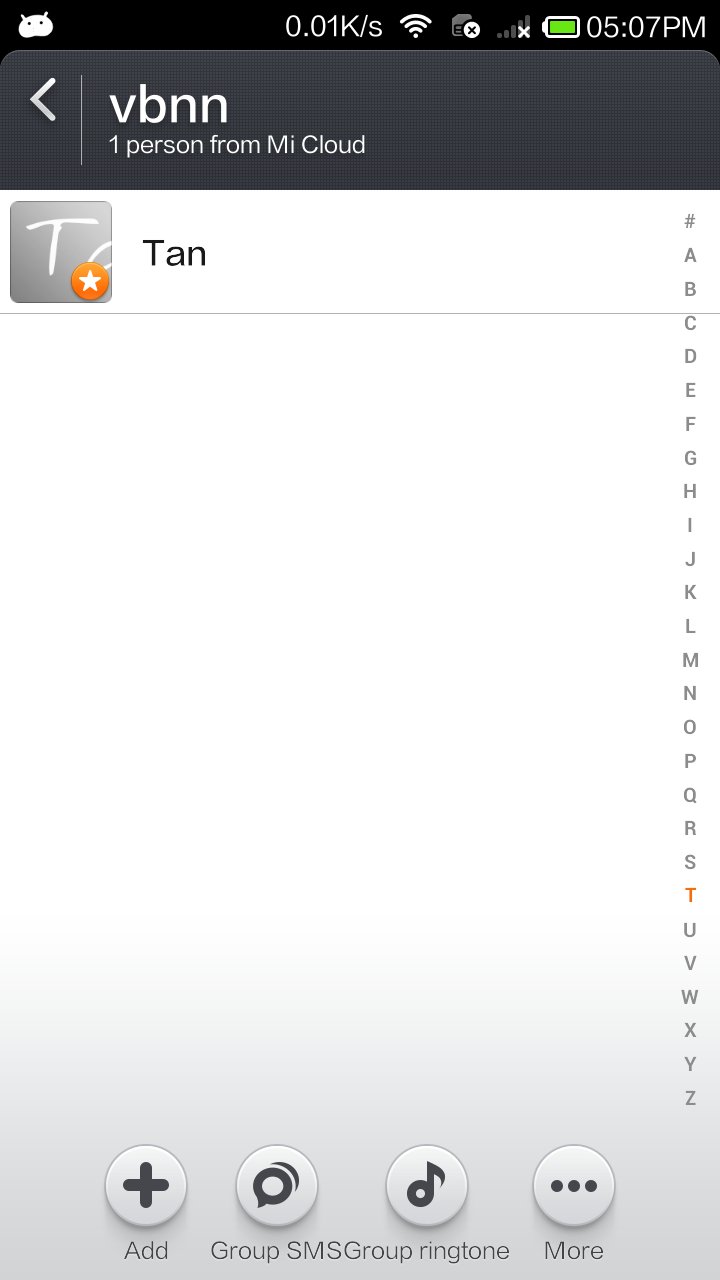 0.01K/s 05:07PM
vbnn
1 person from Mi Cloud
Tan
#
A
B
C
D
E
F
G
H
I
J
K
L
M
N
O
P
Q
R
S
T
U
V
W
X
Y
Z
Add Group SMS Group ringtone More